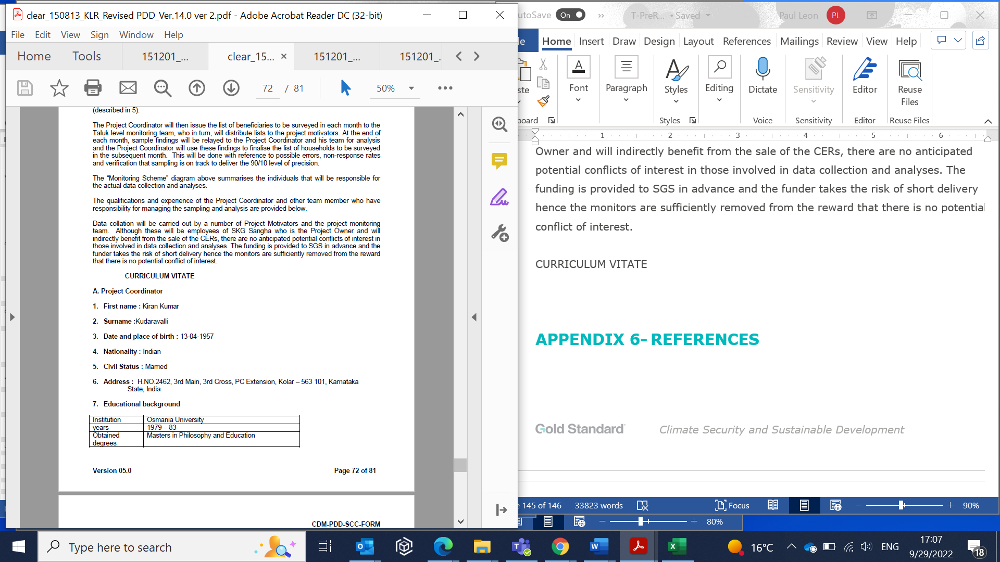 clear_150813_KLR_Revised PDD_Ver.14.0 ver 2.pdf - Adobe Acrobat Reader DC (32-bit)
File Edit View Sign Window Help
Home Tools 151201_... clear_15... 151201_... 151201_..
72 / 81 50%
(described in 5).
The Project Coordinator will then issue the list of beneficiaries to be surveyed in each month to the
Taluk level monitoring team, who in turn, will distribute lists to the project motivators. At the end of
each month, sample findings will be relayed to the Project Coordinator and his team for analysis
and the Project Coordinator will use these findings to finalise the list of households to be surveyed
in the subsequent month. This will be done with reference to possible errors, non-response rates
and verification that sampling is on track to deliver the 90/10 level of precision.
The “Monitoring Scheme” diagram above summarises the individuals that will be responsible for
the actual data collection and analyses.
The qualifications and experience of the Project Coordinator and other team member who have
responsibility for managing the sampling and analysis are provided below.
Data collation will be carried out by a number of Project Motivators and the project monitoring
team. Although these will be employees of SKG Sangha who is the Project Owner and will
indirectly benefit from the sale of the CERs, there are no anticipated potential conflicts of interest in
those involved in data collection and analyses. The funding is provided to SGS in advance and the
funder takes the risk of short delivery hence the monitors are sufficiently removed from the reward
that there is no potential conflict of interest.
CURRICULUM VITATE
A. Project Coordinator
1. First name : Kiran Kumar
2. Surname :Kudaravalli
3. Date and place of birth : 13-04-1957
4. Nationality : Indian
5. Civil Status : Married
6. Address : H.NO.2462, 3rd Main, 3rd Cross, PC Extension, Kolar – 563 101, Karnataka
State, India
7. Educational background
Institution Osmania University
years 1979 – 83
Obtained Masters in Philosophy and Education
degrees
Version 05.0 Page 72 of 81
CDM-PDD-SCC-FORM
utoSave On T-PreR... • Saved Paul Leon PL
le Home Insert Draw Design Layout References Mailings Review View Help
ste Font Paragraph Styles Editing Dictate Sensitivity Editor Reuse
Files
board Styles Voice Sensitivity Editor Reuse Files
1 2 3 4 5 6
Owner and will indirectly benefit from the sale of the CERs, there are no anticipated
potential conflicts of interest in those involved in data collection and analyses. The
funding is provided to SGS in advance and the funder takes the risk of short delivery
hence the monitors are sufficiently removed from the reward that there is no potential
conflict of interest.
CURRICULUM VITATE
APPENDIX 6- REFERENCES
Gold Standard Climate Security and Sustainable Development
e 145 of 146 33823 words Focus 90%
80%
Type here to search 16°C ENG 17:07
9/29/2022 18